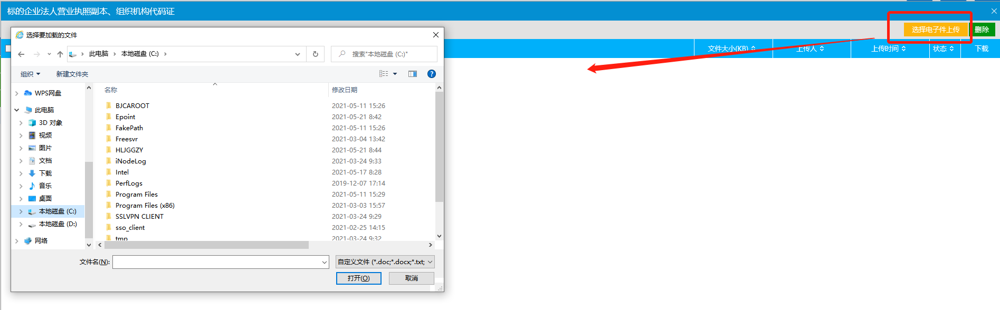 标的企业法人营业执照副本、组织机构代码证
选择电子件上传 删除
文件大小(KB) 上传人 上传时间 状态 下载
选择要加载的文件
此电脑 本地磁盘 (C:)
搜索"本地磁盘 (C:)"
组织 新建文件夹
WPS网盘
此电脑
3D 对象
视频
图片
文档
下载
音乐
桌面
本地磁盘 (C:)
本地磁盘 (D:)
网络
名称 修改日期
BJCAROOT 2021-05-11 15:26
Epoint 2021-05-21 8:42
FakePath 2021-05-11 15:26
Freesvr 2021-03-04 13:42
HLJGGZY 2021-05-21 8:44
iNodeLog 2021-03-24 9:33
Intel 2021-05-17 8:28
PerfLogs 2019-12-07 17:14
Program Files 2021-05-11 15:29
Program Files (x86) 2021-03-03 15:57
SSLVPN CLIENT 2021-03-24 9:29
sso_client 2021-02-25 14:15
tmp 2021-03-24 9:32
文件名(N): 自定义文件 (*.doc;*.docx;*.txt;
打开(O) 取消